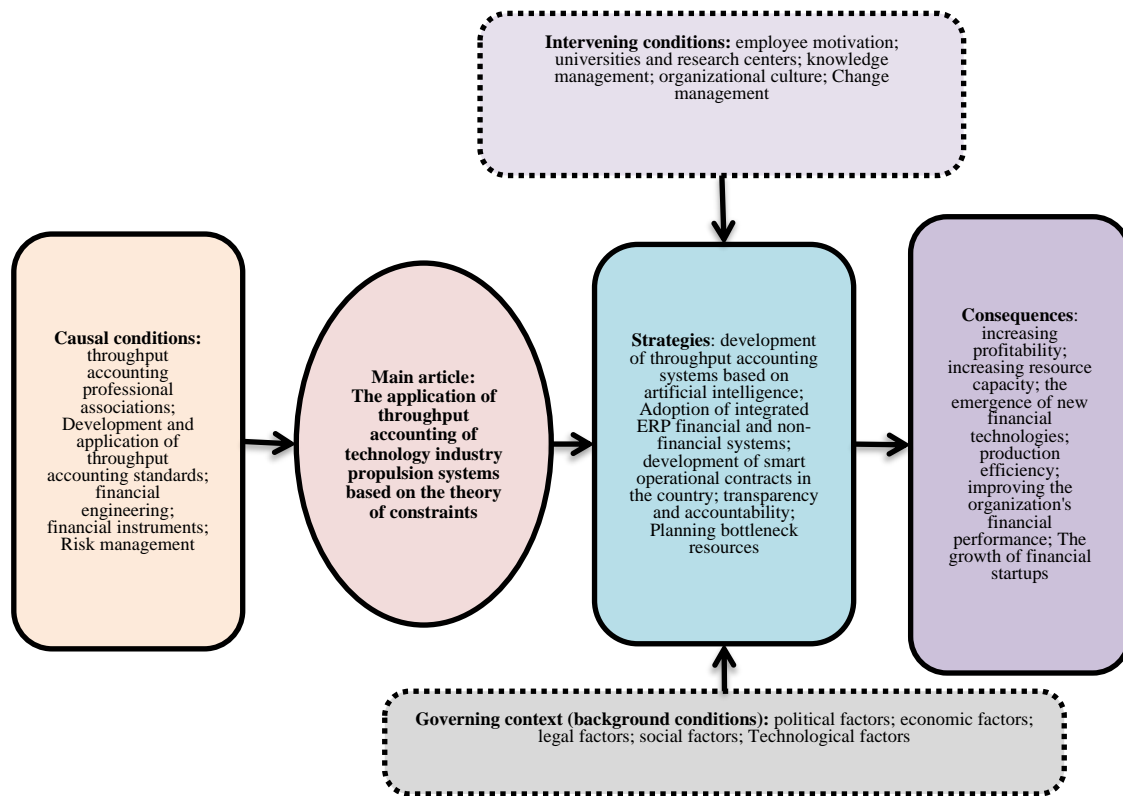 Intervening conditions: employee motivation;
universities and research centers; knowledge
management; organizational culture; Change
management
Causal conditions:
throughput
accounting
professional
associations;
Development and
application of
throughput
accounting standards;
financial
engineering;
financial instruments;
Risk management
Main article:
The application of
throughput
accounting of
technology industry
propulsion systems
based on the theory
of constraints
Strategies: development
of throughput accounting
systems based on
artificial intelligence;
Adoption of integrated
ERP financial and non-
financial systems;
development of smart
operational contracts in
the country; transparency
and accountability;
Planning bottleneck
resources
Consequences:
increasing
profitability;
increasing resource
capacity; the
emergence of new
financial
technologies;
production
efficiency;
improving the
organization's
financial
performance; The
growth of financial
startups
Governing context (background conditions): political factors; economic factors;
legal factors; social factors; Technological factors